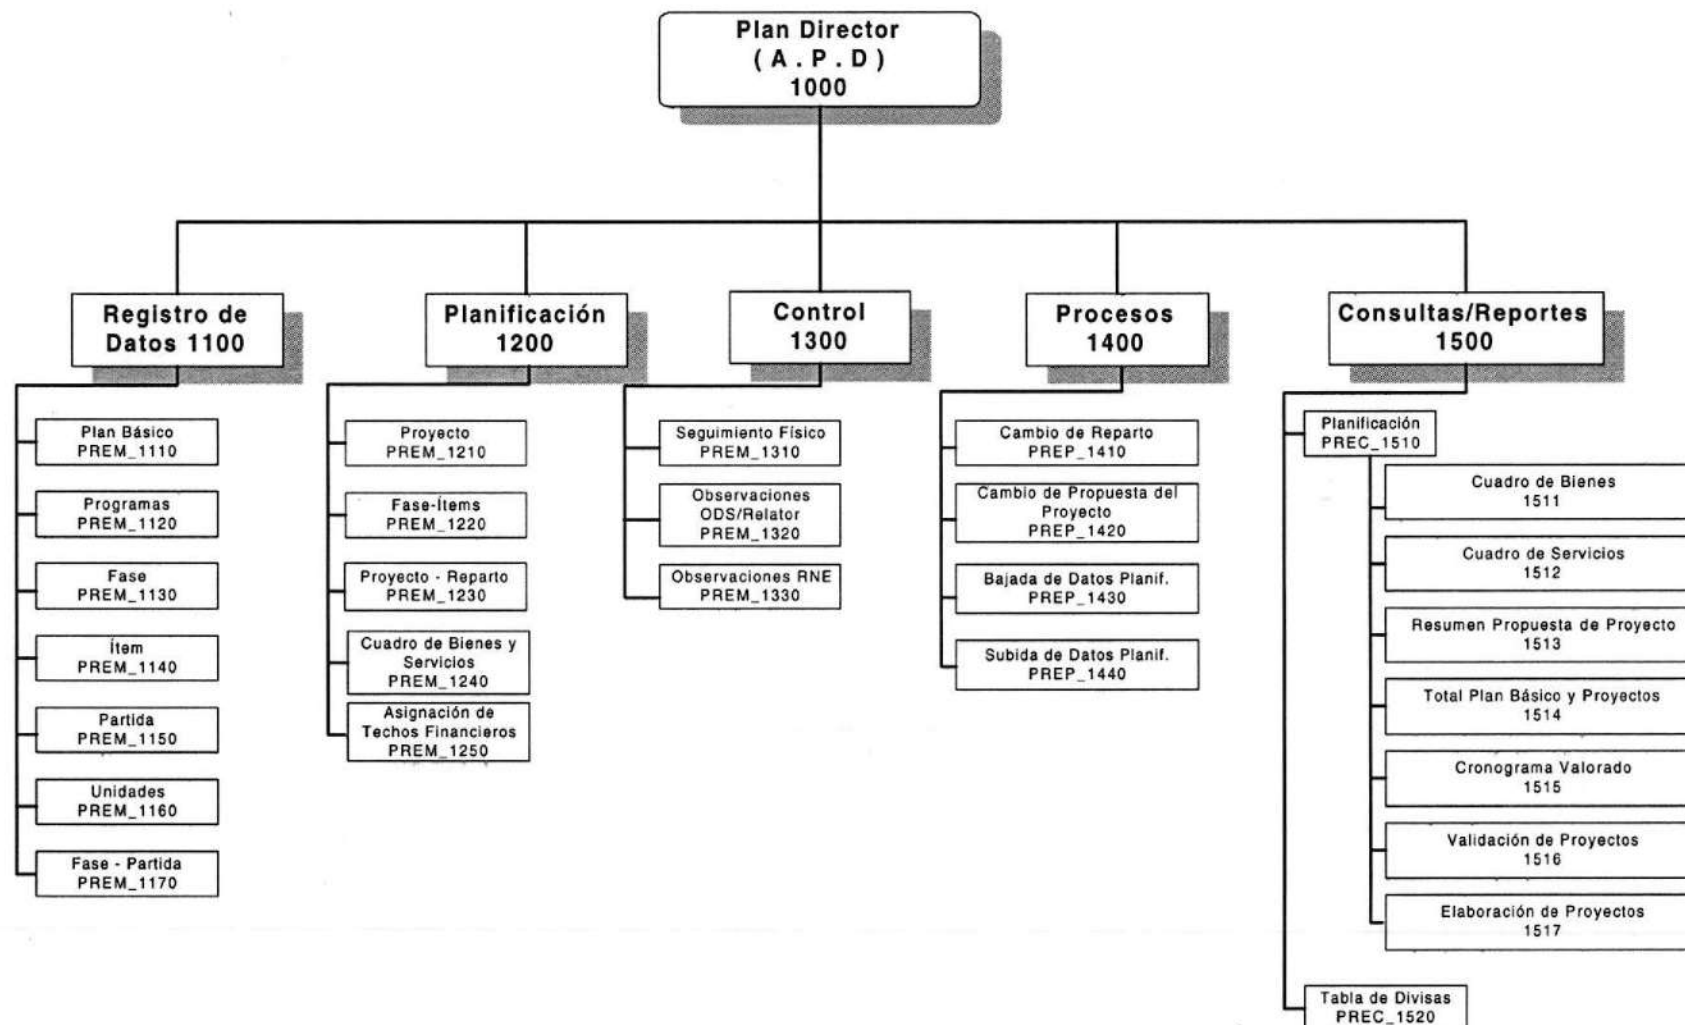 Plan Director
( A . P . D )
1000
Registro de
Datos 1100
Plan Básico
PREM_1110
Programas
PREM_1120
Fase
PREM_1130
Ítem
PREM_1140
Partida
PREM_1150
Unidades
PREM_1160
Fase - Partida
PREM_1170
Planificación
1200
Proyecto
PREM_1210
Fase-Ítems
PREM_1220
Proyecto - Reparto
PREM_1230
Cuadro de Bienes y
Servicios
PREM_1240
Asignación de
Techos Financieros
PREM_1250
Control
1300
Seguimiento Físico
PREM_1310
Observaciones
ODS/Relator
PREM_1320
Observaciones RNE
PREM_1330
Procesos
1400
Cambio de Reparto
PREP_1410
Cambio de Propuesta del
Proyecto
PREP_1420
Bajada de Datos Planif.
PREP_1430
Subida de Datos Planif.
PREP_1440
Consultas/Reportes
1500
Planificación
PREC_1510
Cuadro de Bienes
1511
Cuadro de Servicios
1512
Resumen Propuesta de Proyecto
1513
Total Plan Básico y Proyectos
1514
Cronograma Valorado
1515
Validación de Proyectos
1516
Elaboración de Proyectos
1517
Tabla de Divisas
PREC_1520